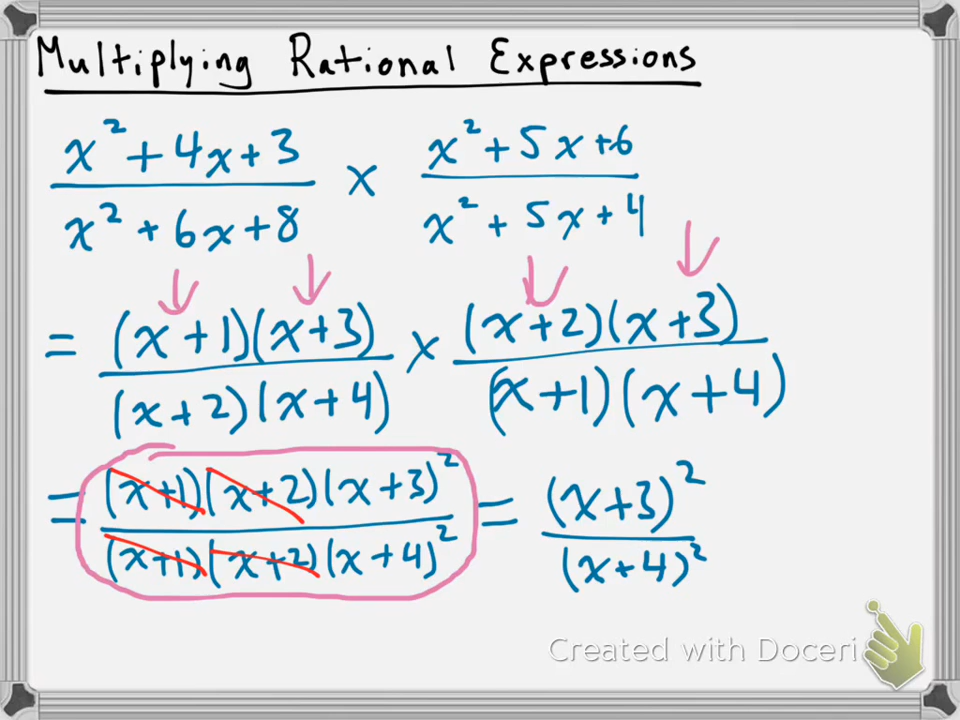 Multiplying Rational Expressions
x² + 4x + 3 / x² + 6x + 8 × x² + 5x + 6 / x² + 5x + 4
= (x+1)(x+3) / (x+2)(x+4) × (x+2)(x+3) / (x+1)(x+4)
= (x+1)(x+2)(x+3)² / (x+1)(x+2)(x+4)² = (x+3)² / (x+4)²
Created with Doceri